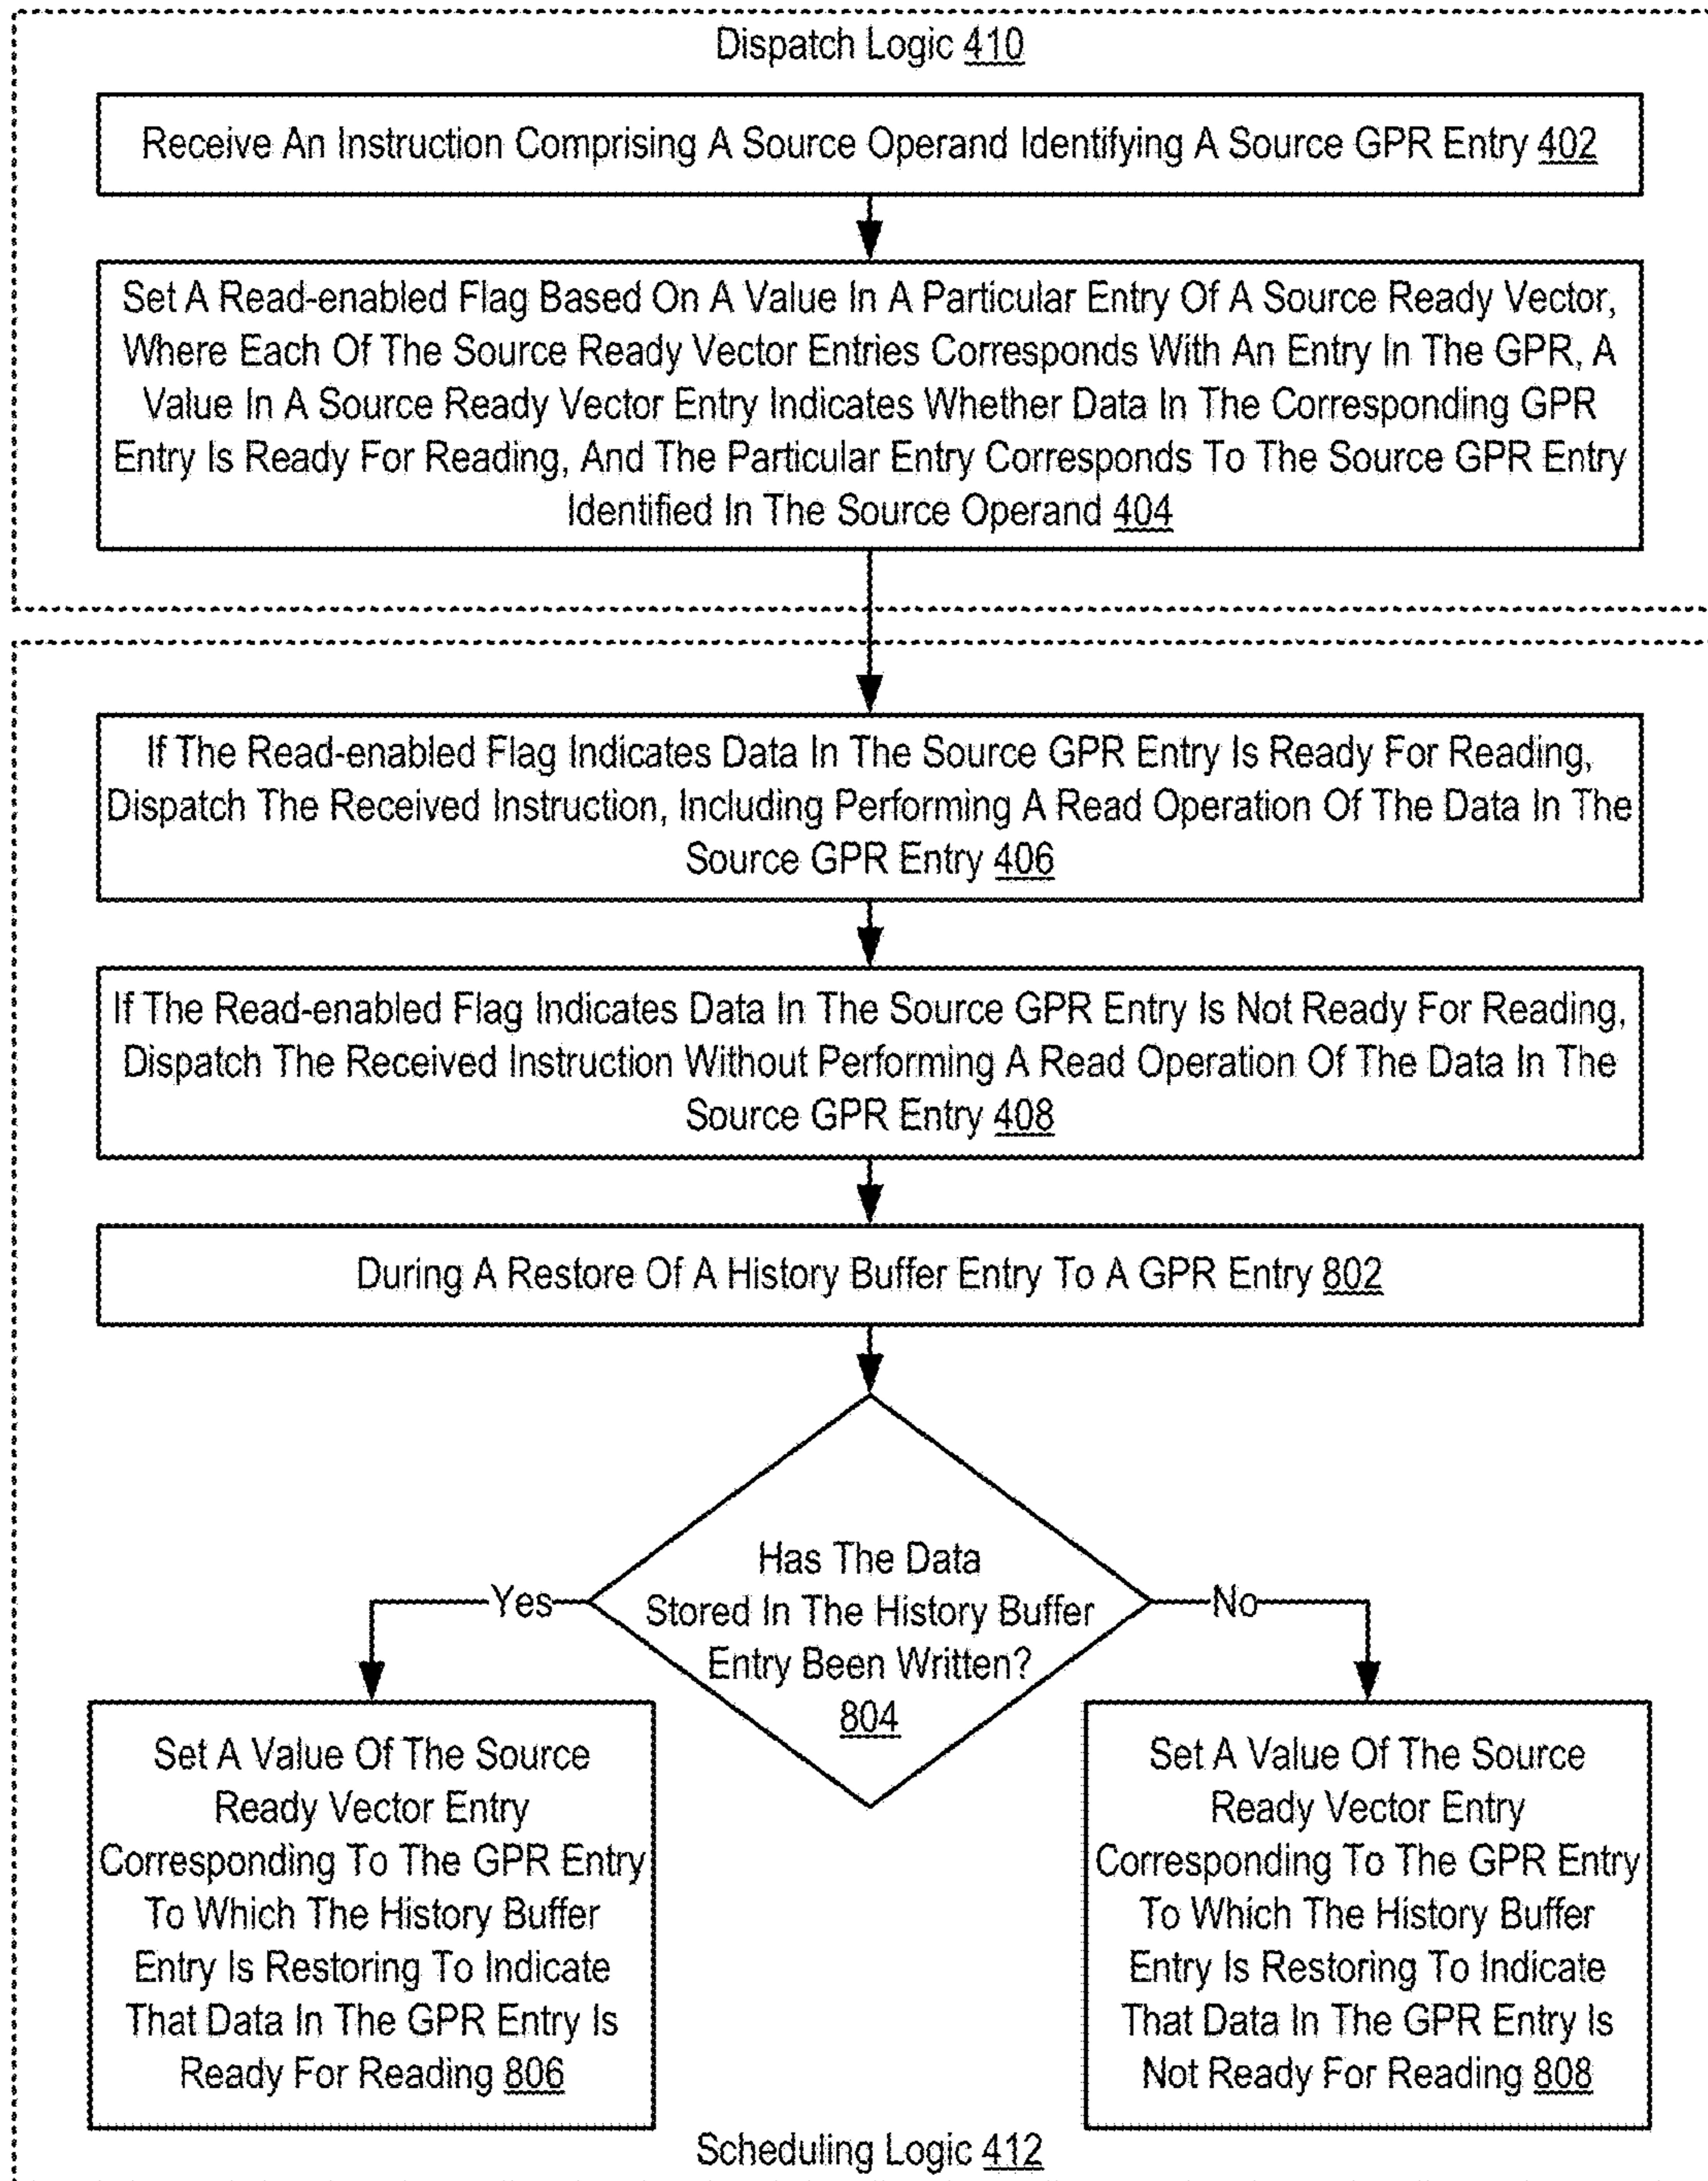 Dispatch Logic 410
Receive An Instruction Comprising A Source Operand Identifying A Source GPR Entry 402
Set A Read-enabled Flag Based On A Value In A Particular Entry Of A Source Ready Vector,
Where Each Of The Source Ready Vector Entries Corresponds With An Entry In The GPR, A
Value In A Source Ready Vector Entry Indicates Whether Data In The Corresponding GPR
Entry Is Ready For Reading, And The Particular Entry Corresponds To The Source GPR Entry
Identified In The Source Operand 404
If The Read-enabled Flag Indicates Data In The Source GPR Entry Is Ready For Reading,
Dispatch The Received Instruction, Including Performing A Read Operation Of The Data In The
Source GPR Entry 406
If The Read-enabled Flag Indicates Data In The Source GPR Entry Is Not Ready For Reading,
Dispatch The Received Instruction Without Performing A Read Operation Of The Data In The
Source GPR Entry 408
During A Restore Of A History Buffer Entry To A GPR Entry 802
Has The Data
Stored In The History Buffer
Entry Been Written?
804
Yes
No
Set A Value Of The Source
Ready Vector Entry
Corresponding To The GPR Entry
To Which The History Buffer
Entry Is Restoring To Indicate
That Data In The GPR Entry Is
Ready For Reading 806
Set A Value Of The Source
Ready Vector Entry
Corresponding To The GPR Entry
To Which The History Buffer
Entry Is Restoring To Indicate
That Data In The GPR Entry Is
Not Ready For Reading 808
Scheduling Logic 412